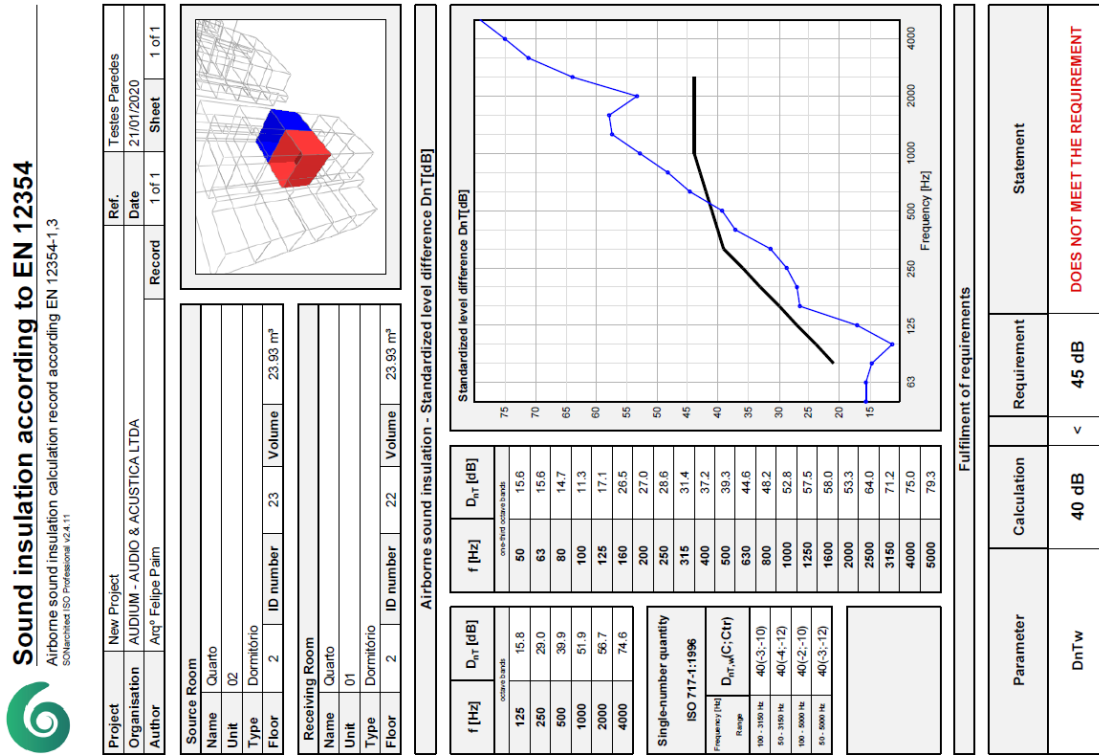 Sound insulation according to EN 12354
Airborne sound insulation calculation record according EN 12354-1,3
SONarchitect ISO Professional v2.4.11
Project New Project Ref. Testes Paredes
Organisation AUDIUM - AUDIO & ACUSTICA LTDA Date 21/01/2020
Author Arqº Felipe Paim Record 1 of 1 Sheet 1 of 1
Source Room
Name Quarto
Unit 02
Type Dormitório
Floor 2 ID number 23 Volume 23.93 m³
Receiving Room
Name Quarto
Unit 01
Type Dormitório
Floor 2 ID number 22 Volume 23.93 m³
Airborne sound insulation - Standardized level difference DnT[dB]
f [Hz] DnT [dB]
octave bands
125 15.8
250 29.0
500 39.9
1000 51.9
2000 56.7
4000 74.6
Single-number quantity
ISO 717-1:1996
Frequency [Hz] Range DnT,w(C;Ctr)
100 - 3150 Hz 40(-3;-10)
50 - 3150 Hz 40(-4;-12)
100 - 5000 Hz 40(-2;-10)
50 - 5000 Hz 40(-3;-12)
f [Hz] DnT [dB]
one-third octave bands
50 15.6
63 15.6
80 14.7
100 11.3
125 17.1
160 26.5
200 27.0
250 28.6
315 31.4
400 37.2
500 39.3
630 44.6
800 48.2
1000 52.8
1250 57.5
1600 58.0
2000 53.3
2500 64.0
3150 71.2
4000 75.0
5000 79.3
Standardized level difference DnT[dB]
75
70
65
60
55
50
45
40
35
30
25
20
15
63 125 250 500 1000 2000 4000
Frequency [Hz]
Fulfilment of requirements
Parameter Calculation Requirement Statement
DnTw 40 dB < 45 dB DOES NOT MEET THE REQUIREMENT